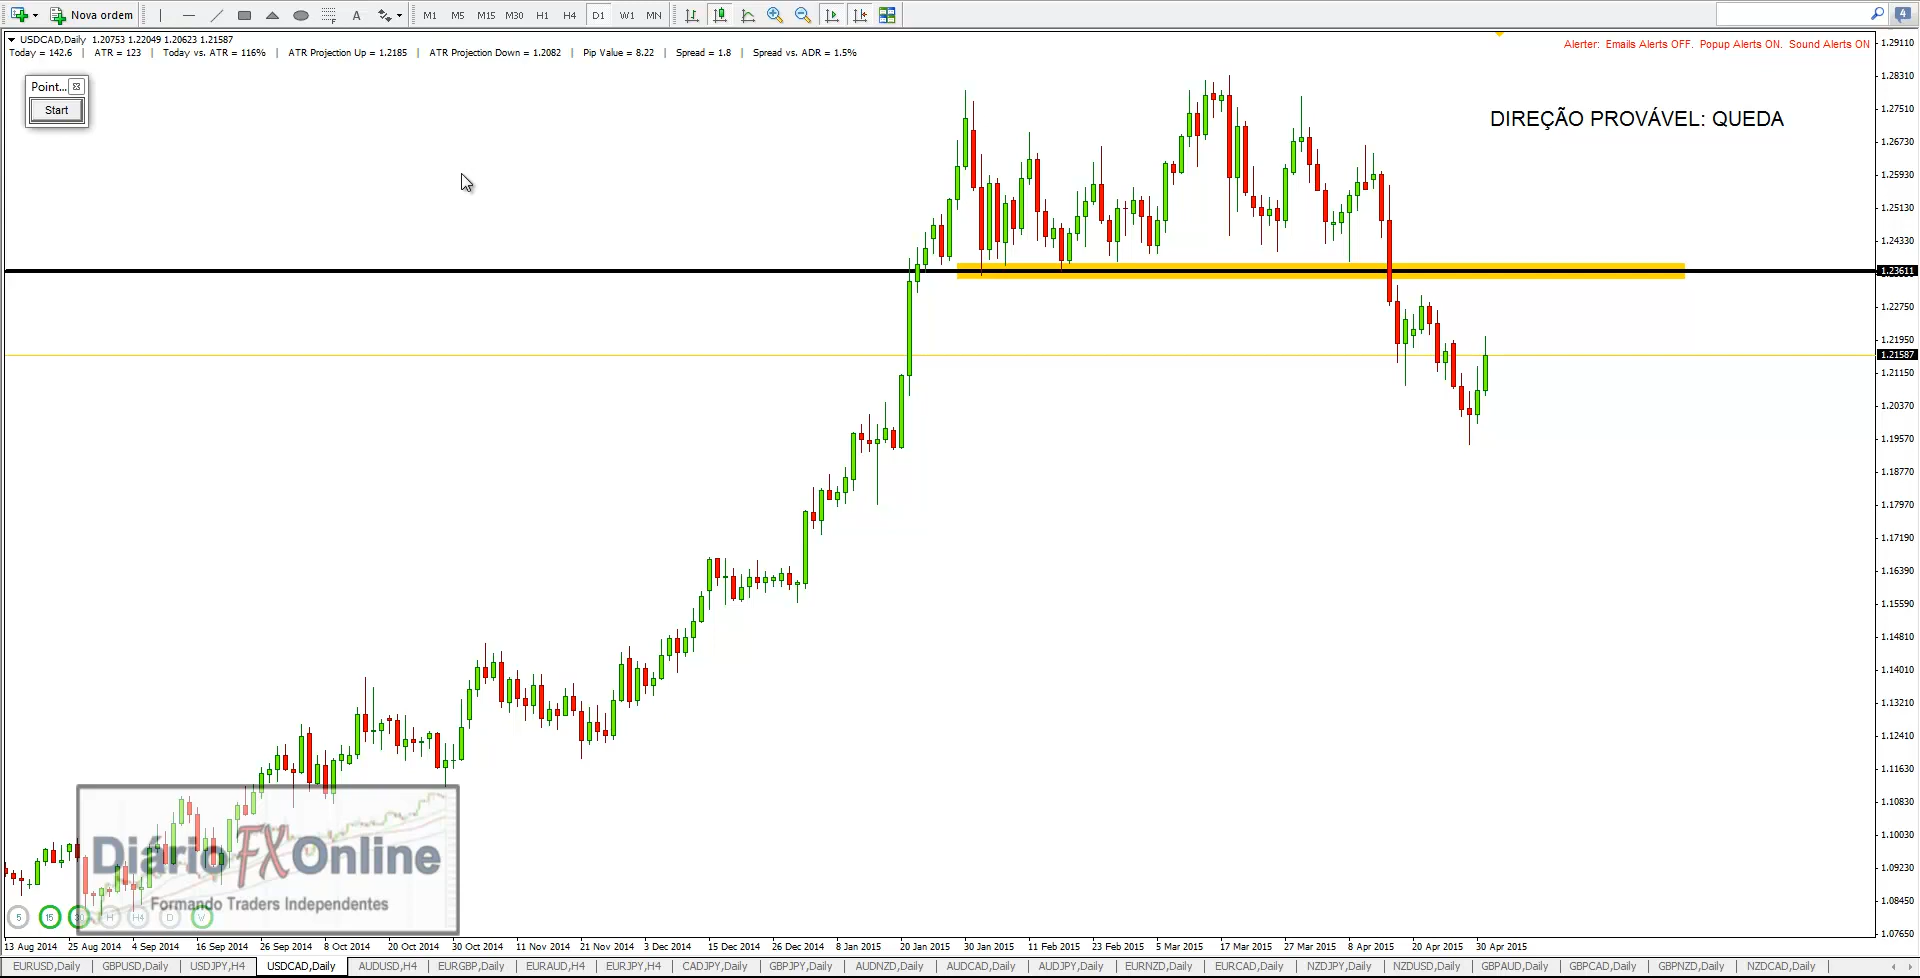 Nova ordem A M1 M5 M15 M30 H1 H4 D1 W1 MN 4
USDCAD,Daily 1.20753 1.22049 1.20623 1.21587
Today = 142.6 | ATR = 123 | Today vs. ATR = 116% | ATR Projection Up = 1.2185 | ATR Projection Down = 1.2082 | Pip Value = 8.22 | Spread = 1.8 | Spread vs. ADR = 1.5%
Alerter: Emails Alerts OFF. Popup Alerts ON. Sound Alerts ON
Point...
Start
DIREÇÃO PROVÁVEL: QUEDA
1.29110
1.28310
1.27510
1.26730
1.25930
1.25130
1.24330
1.23611
1.22750
1.21950
1.21587
1.21150
1.20370
1.19570
1.18770
1.17970
1.17190
1.16390
1.15590
1.14810
1.14010
1.13210
1.12410
1.11630
1.10830
1.10030
1.09230
1.08450
1.07650
DiárioFXOnline
Formando Traders Independentes
5 15 30 H H4 D W
13 Aug 2014 25 Aug 2014 4 Sep 2014 16 Sep 2014 26 Sep 2014 8 Oct 2014 20 Oct 2014 30 Oct 2014 11 Nov 2014 21 Nov 2014 3 Dec 2014 15 Dec 2014 26 Dec 2014 8 Jan 2015 20 Jan 2015 30 Jan 2015 11 Feb 2015 23 Feb 2015 5 Mar 2015 17 Mar 2015 27 Mar 2015 8 Apr 2015 20 Apr 2015 30 Apr 2015
EURUSD,Daily GBPUSD,Daily USDJPY,H4 USDCAD,Daily AUDUSD,H4 EURGBP,Daily EURAUD,H4 EURJPY,H4 CADJPY,Daily GBPJPY,Daily AUDNZD,Daily AUDCAD,Daily AUDJPY,Daily EURNZD,Daily EURCAD,Daily NZDJPY,Daily NZDUSD,Daily GBPAUD,Daily GBPCAD,Daily GBPNZD,Daily NZDCAD,Daily